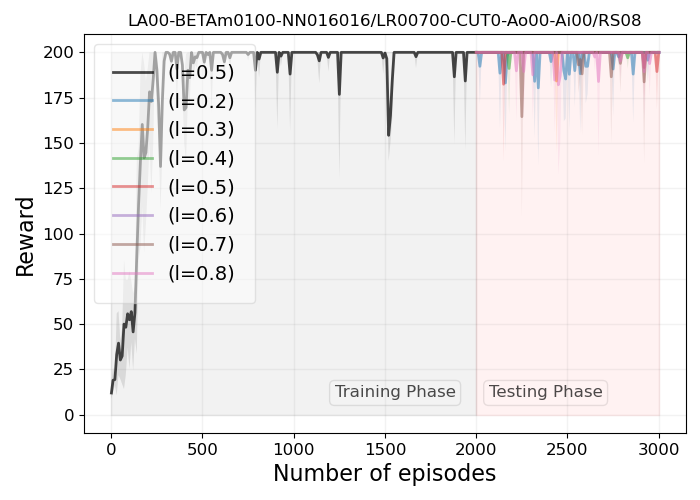 LA00-BETAm0100-NN016016/LR00700-CUT0-Ao00-Ai00/RS08
Reward
200
175
150
125
100
75
50
25
0
(l=0.5)
(l=0.2)
(l=0.3)
(l=0.4)
(l=0.5)
(l=0.6)
(l=0.7)
(l=0.8)
Training Phase
Testing Phase
0
500
1000
1500
2000
2500
3000
Number of episodes